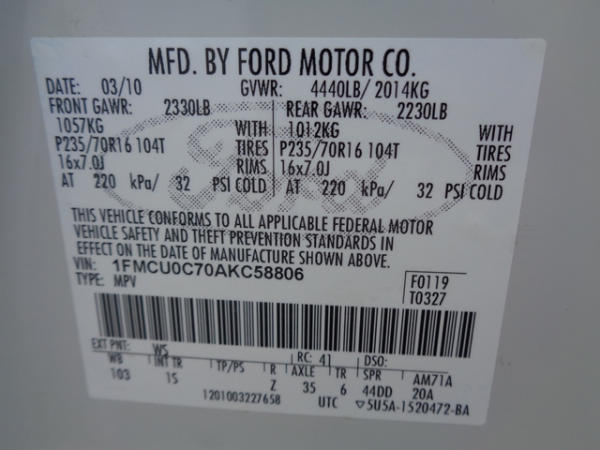 MFD. BY FORD MOTOR CO.
DATE: 03/10 GVWR: 4440LB/ 2014KG
FRONT GAWR: 2330LB REAR GAWR: 2230LB
1057KG WITH 1012KG WITH
P235/70R16 104T TIRES P235/70R16 104T TIRES
16x7.0J RIMS 16x7.0J RIMS
AT 220 kPa/ 32 PSI COLD AT 220 kPa/ 32 PSI COLD
Ford
THIS VEHICLE CONFORMS TO ALL APPLICABLE FEDERAL MOTOR
VEHICLE SAFETY AND THEFT PREVENTION STANDARDS IN
EFFECT ON THE DATE OF MANUFACTURE SHOWN ABOVE.
VIN: 1FMCU0C70AKC58806
TYPE: MPV
F0119
T0327
EXT PNT: WS RC: 41 DSO:
WB INT TR TP/PS R AXLE TR SPR AM71A
103 1S Z 35 6 44DD 20A
1201003227658 UTC ▽5U5A-1520472-BA